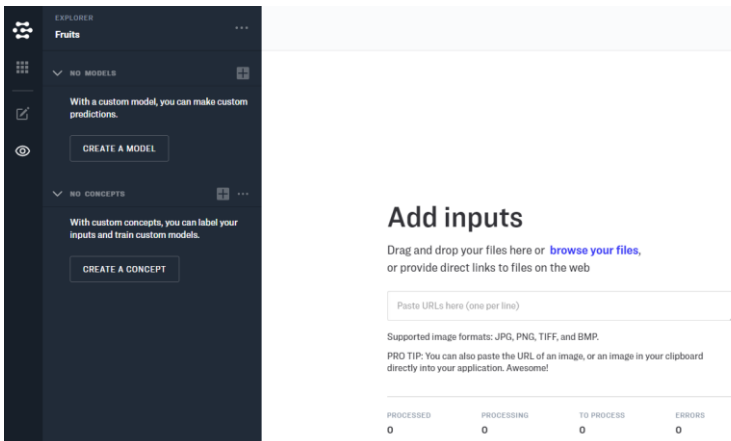 EXPLORER
Fruits
NO MODELS
With a custom model, you can make custom
predictions.
CREATE A MODEL
NO CONCEPTS
With custom concepts, you can label your
inputs and train custom models.
CREATE A CONCEPT
Add inputs
Drag and drop your files here or browse your files,
or provide direct links to files on the web
Paste URLs here (one per line)
Supported image formats: JPG, PNG, TIFF, and BMP.
PRO TIP: You can also paste the URL of an image, or an image in your clipboard
directly into your application. Awesome!
PROCESSED PROCESSING TO PROCESS ERRORS
0 0 0 0